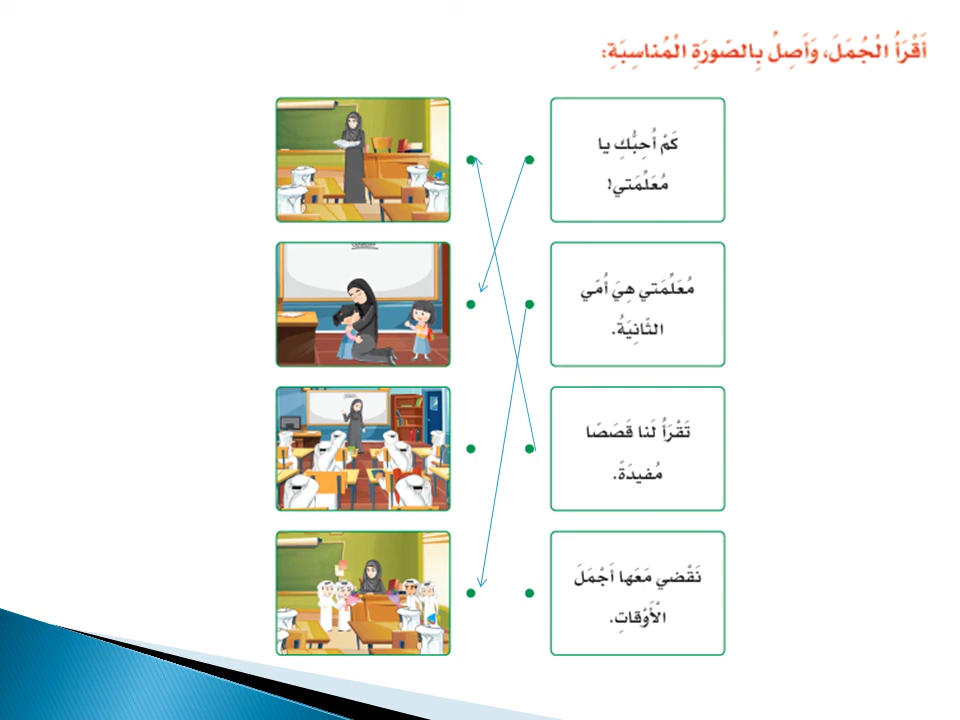 أَقْرَأُ الْجُمَلَ، وَأَصِلُ بِالصّورَةِ الْمُناسِبَةِ:
كَمْ أُحِبُّكِ يا
مُعَلِّمَتي!
مُعَلِّمَتي هِيَ أُمّي
الثّانِيَةُ.
تَقْرَأُ لَنا قَصَصًا
مُفيدَةً.
نَقْضي مَعَها أَجْمَلَ
الْأَوْقاتِ.